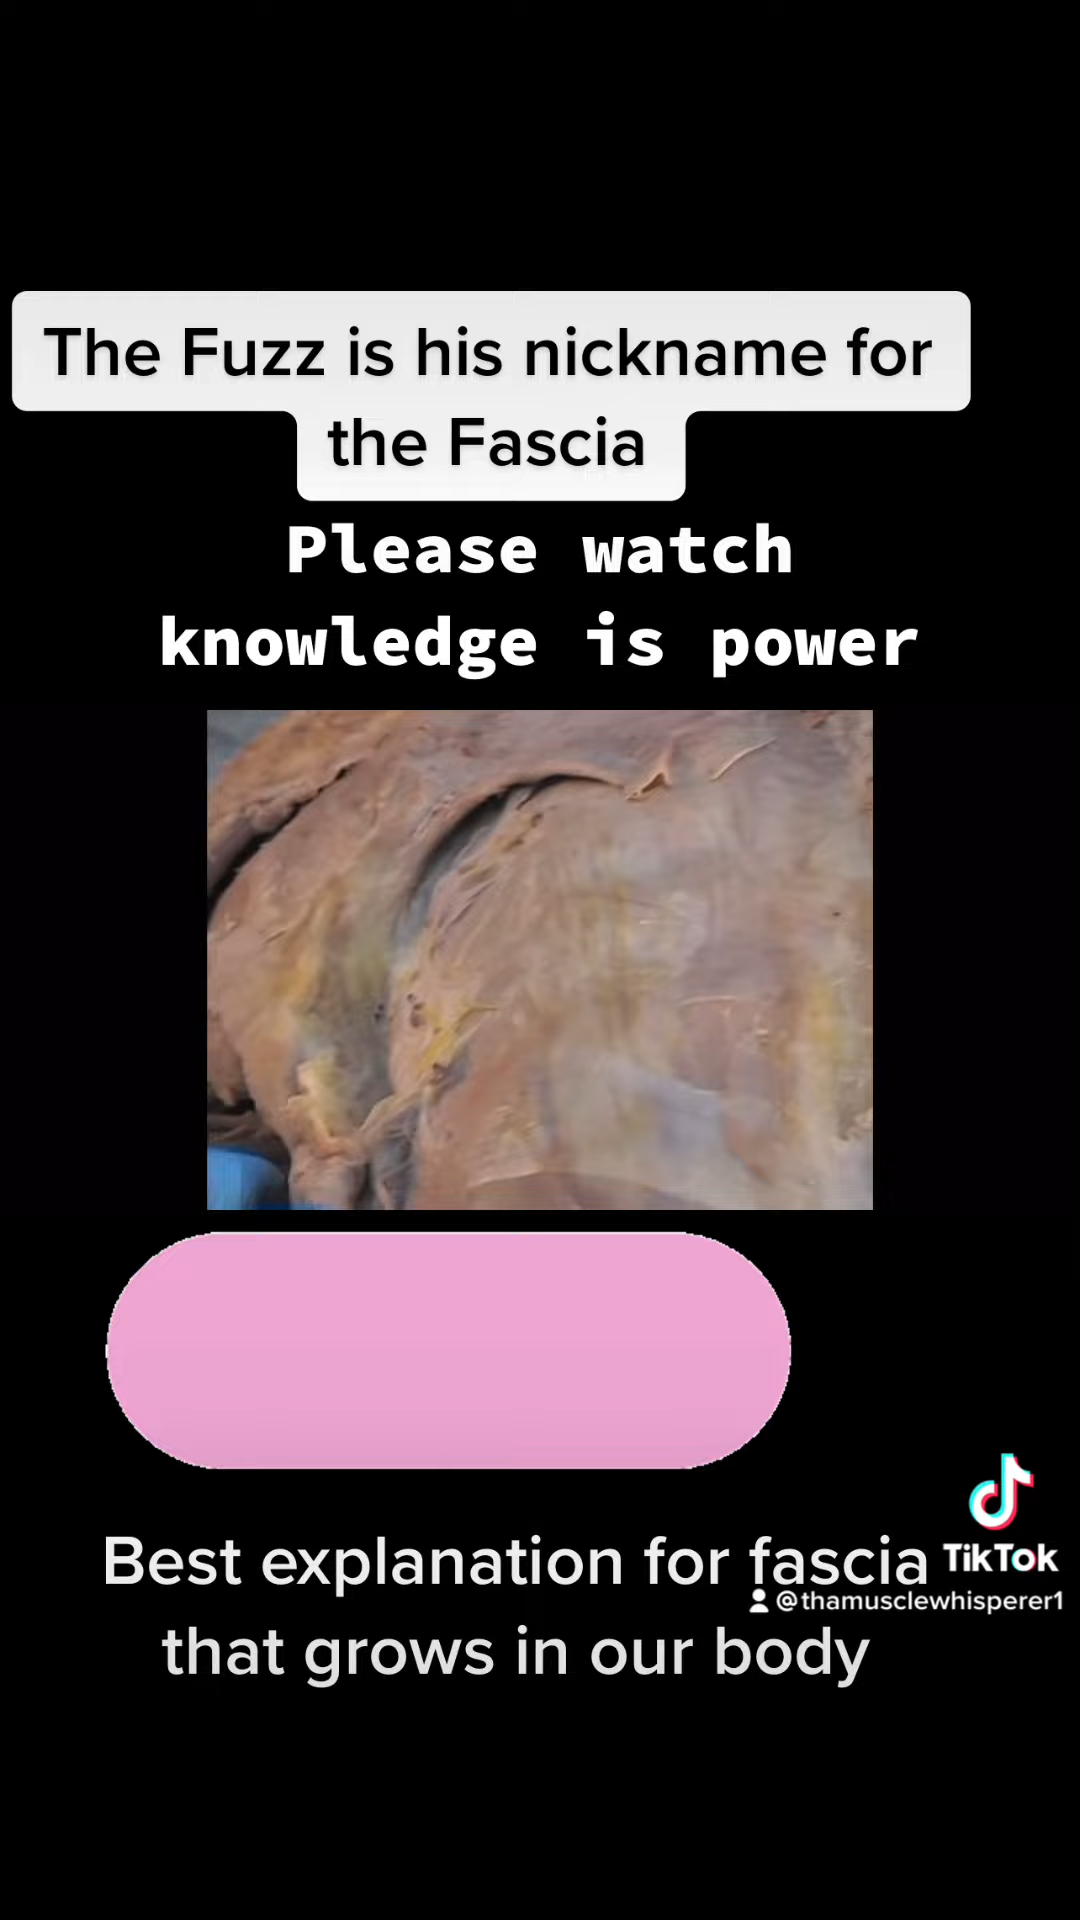 The Fuzz is his nickname for
the Fascia
Please watch
knowledge is power
Best explanation for fascia
that grows in our body
TikTok
@thamusclewhisperer1